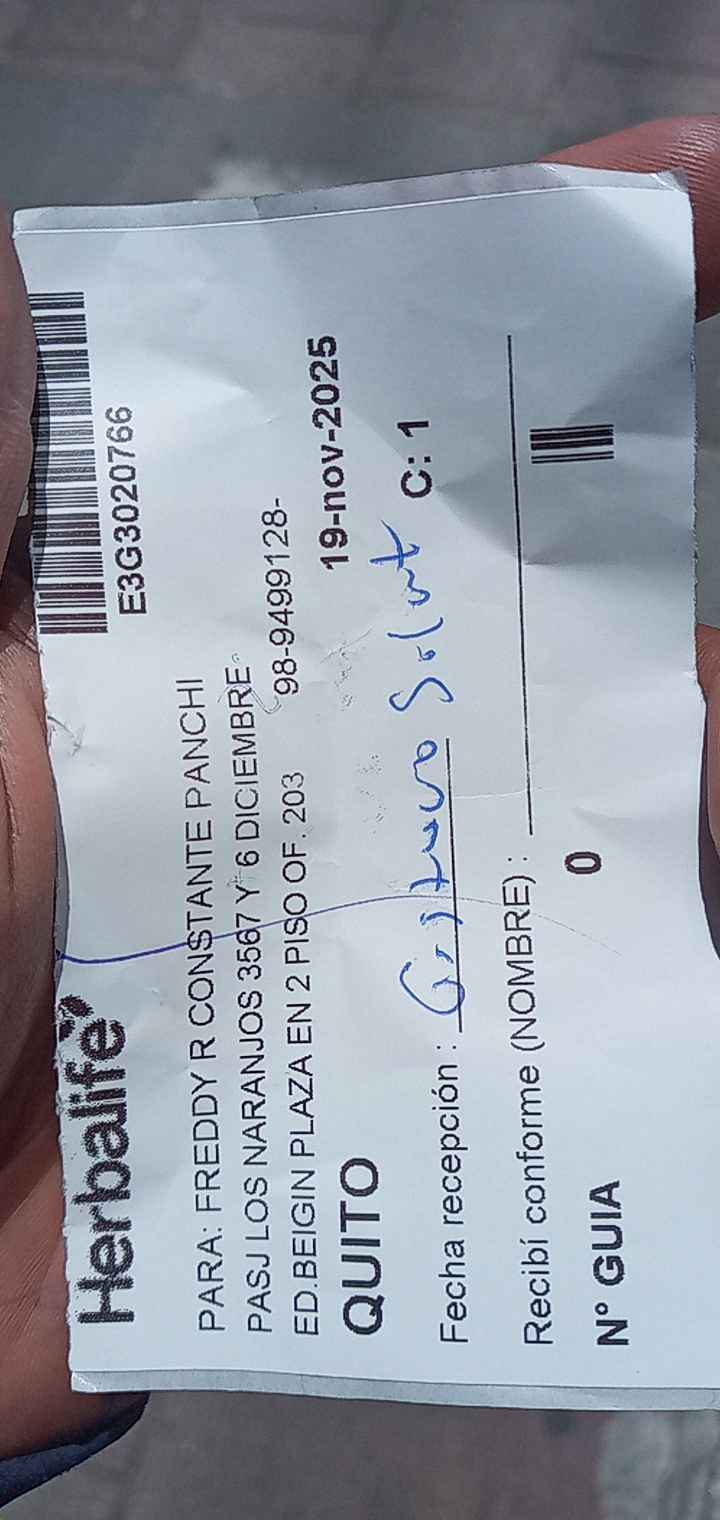 Herbalife
E3G3020766
PARA: FREDDY R CONSTANTE PANCHI
PASJ LOS NARANJOS 3567 Y 6 DICIEMBRE
ED.BEIGIN PLAZA EN 2 PISO OF. 203 98-9499128-
QUITO 19-nov-2025
Fecha recepción : C: 1
Recibí conforme (NOMBRE) :
N° GUIA 0